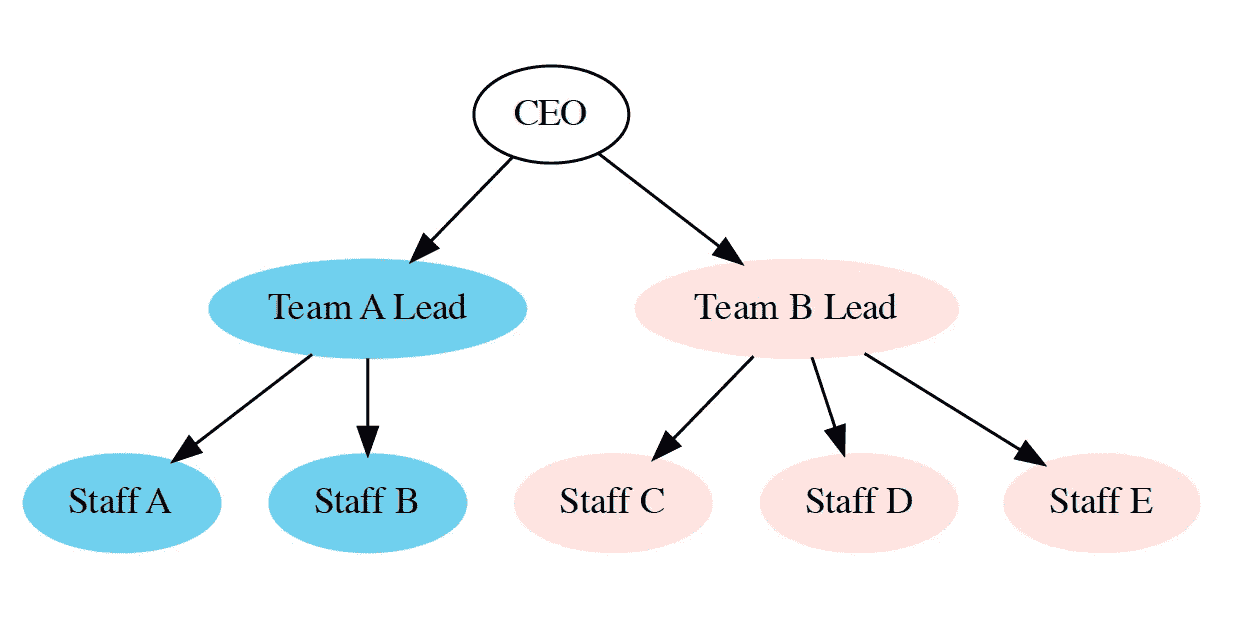 CEO
Team A Lead
Team B Lead
Staff A
Staff B
Staff C
Staff D
Staff E